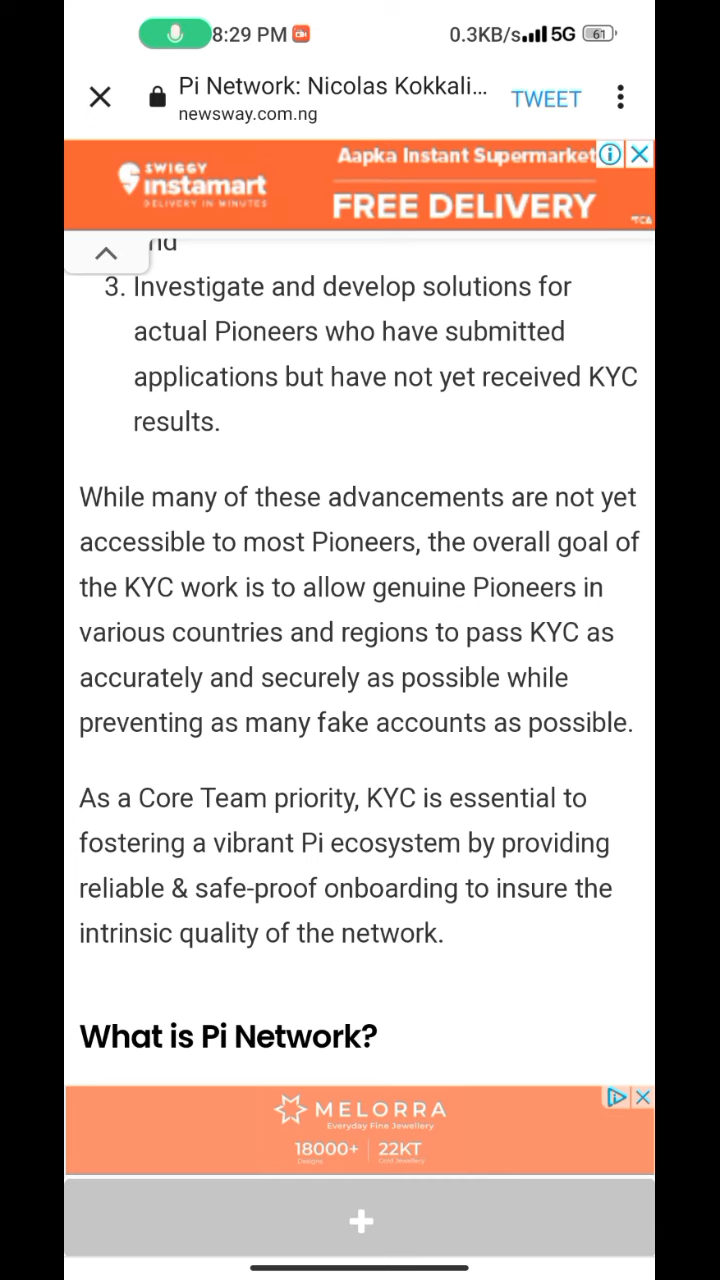 8:29 PM
0.3KB/s 5G 61
Pi Network: Nicolas Kokkali...
TWEET
newsway.com.ng
SWIGGY
instamart
DELIVERY IN MINUTES
Aapka Instant Supermarket
FREE DELIVERY
*T&CA
3. Investigate and develop solutions for
actual Pioneers who have submitted
applications but have not yet received KYC
results.
While many of these advancements are not yet
accessible to most Pioneers, the overall goal of
the KYC work is to allow genuine Pioneers in
various countries and regions to pass KYC as
accurately and securely as possible while
preventing as many fake accounts as possible.
As a Core Team priority, KYC is essential to
fostering a vibrant Pi ecosystem by providing
reliable & safe-proof onboarding to insure the
intrinsic quality of the network.
What is Pi Network?
MELORRA
Everyday Fine Jewellery
18000+ 22KT
Designs Gold Jewellery